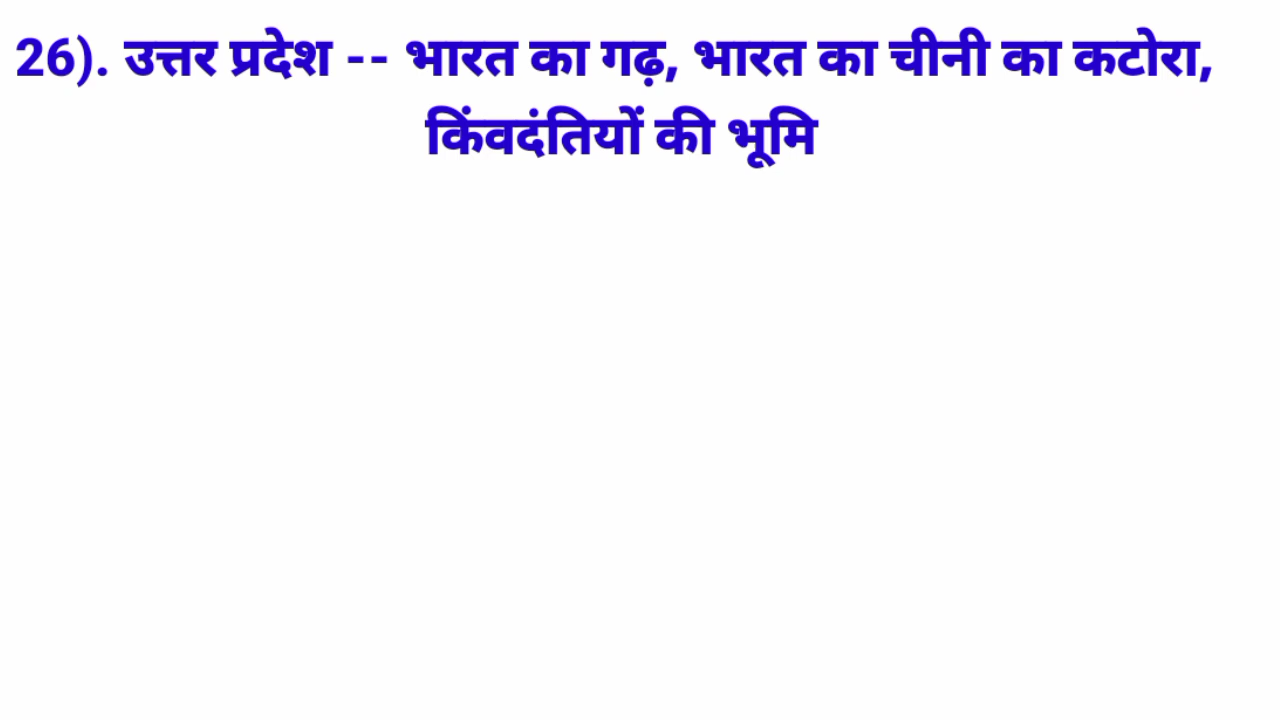 26). उत्तर प्रदेश -- भारत का गढ़, भारत का चीनी का कटोरा,
किंवदंतियों की भूमि